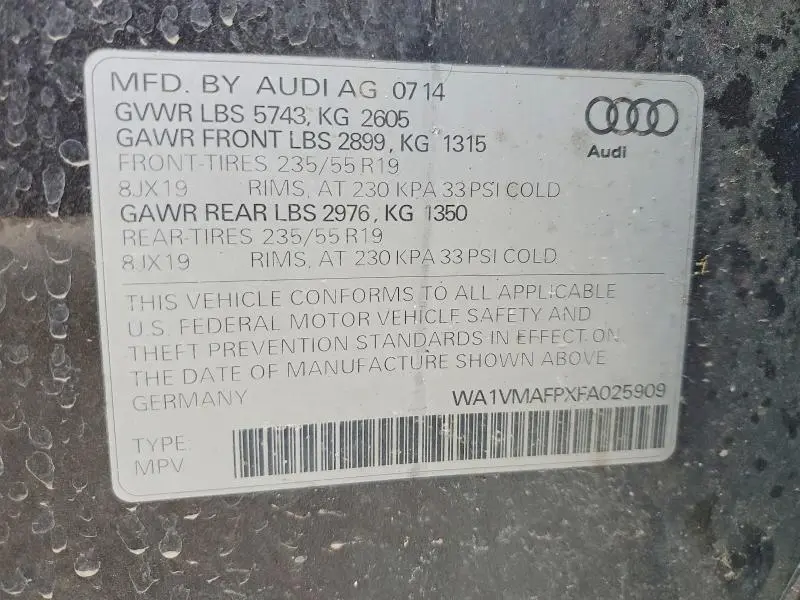 MFD. BY AUDI AG 0714
GVWR LBS 5743, KG 2605
GAWR FRONT LBS 2899, KG 1315
FRONT-TIRES 235/55 R19
8JX19 RIMS, AT 230 KPA 33 PSI COLD
GAWR REAR LBS 2976, KG 1350
REAR-TIRES 235/55 R19
8JX19 RIMS, AT 230 KPA 33 PSI COLD
Audi
THIS VEHICLE CONFORMS TO ALL APPLICABLE
U.S. FEDERAL MOTOR VEHICLE SAFETY AND
THEFT PREVENTION STANDARDS IN EFFECT ON
THE DATE OF MANUFACTURE SHOWN ABOVE
GERMANY WA1VMAFPXFA025909
TYPE:
MPV